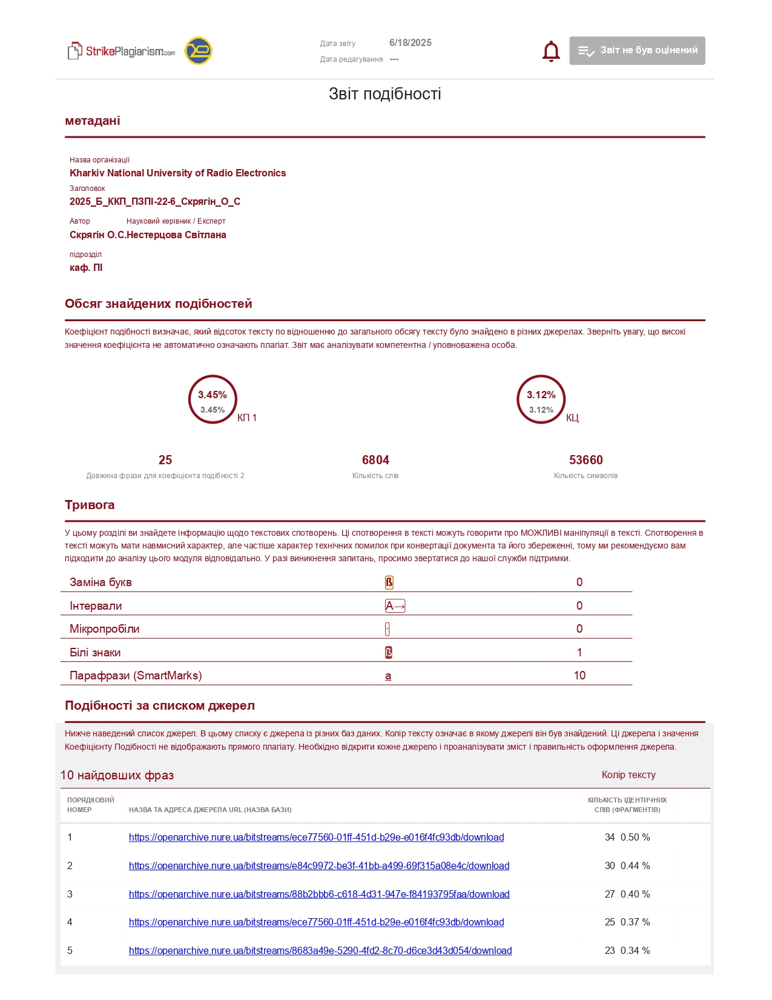 StrikePlagiarism.com
Дата звіту 6/18/2025
Дата редагування ---
Звіт не був оцінений
Звіт подібності
метадані
Назва організації
Kharkiv National University of Radio Electronics
Заголовок
2025_Б_ККП_ПЗПІ-22-6_Скрягін_О_С
Автор Науковий керівник / Експерт
Скрягін О.С.Нестерцова Світлана
підрозділ
каф. ПІ
Обсяг знайдених подібностей
Коефіцієнт подібності визначає, який відсоток тексту по відношенню до загального обсягу тексту було знайдено в різних джерелах. Зверніть увагу, що високі
значення коефіцієнта не автоматично означають плагіат. Звіт має аналізувати компетентна / уповноважена особа.
3.45%
3.45%
КП 1
3.12%
3.12%
КЦ
25 6804 53660
Довжина фрази для коефіцієнта подібності 2 Кількість слів Кількість символів
Тривога
У цьому розділі ви знайдете інформацію щодо текстових спотворень. Ці спотворення в тексті можуть говорити про МОЖЛИВІ маніпуляції в тексті. Спотворення в
тексті можуть мати навмисний характер, але частіше характер технічних помилок при конвертації документа та його збереженні, тому ми рекомендуємо вам
підходити до аналізу цього модуля відповідально. У разі виникнення запитань, просимо звертатися до нашої служби підтримки.
Заміна букв ß 0
Інтервали A→ 0
Мікропробіли · 0
Білі знаки ß 1
Парафрази (SmartMarks) a 10
Подібності за списком джерел
Нижче наведений список джерел. В цьому списку є джерела із різних баз даних. Колір тексту означає в якому джерелі він був знайдений. Ці джерела і значення
Коефіцієнту Подібності не відображають прямого плагіату. Необхідно відкрити кожне джерело і проаналізувати зміст і правильність оформлення джерела.
10 найдовших фраз Колір тексту
ПОРЯДКОВИЙ НОМЕР НАЗВА ТА АДРЕСА ДЖЕРЕЛА URL (НАЗВА БАЗИ) КІЛЬКІСТЬ ІДЕНТИЧНИХ СЛІВ (ФРАГМЕНТІВ)
1 https://openarchive.nure.ua/bitstreams/ece77560-01ff-451d-b29e-e016f4fc93db/download 34 0.50 %
2 https://openarchive.nure.ua/bitstreams/e84c9972-be3f-41bb-a499-69f315a08e4c/download 30 0.44 %
3 https://openarchive.nure.ua/bitstreams/88b2bbb6-c618-4d31-947e-f84193795faa/download 27 0.40 %
4 https://openarchive.nure.ua/bitstreams/ece77560-01ff-451d-b29e-e016f4fc93db/download 25 0.37 %
5 https://openarchive.nure.ua/bitstreams/8683a49e-5290-4fd2-8c70-d6ce3d43d054/download 23 0.34 %